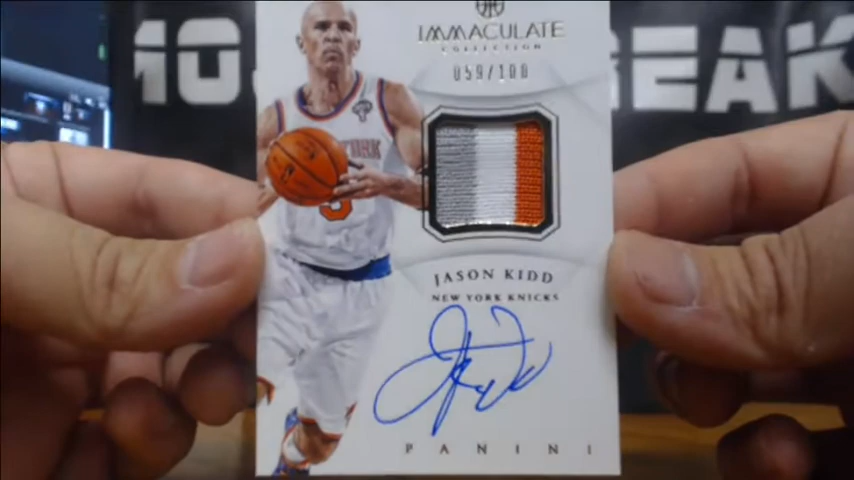 IMMACULATE
COLLECTION
059/100
JASON KIDD
NEW YORK KNICKS
PANINI